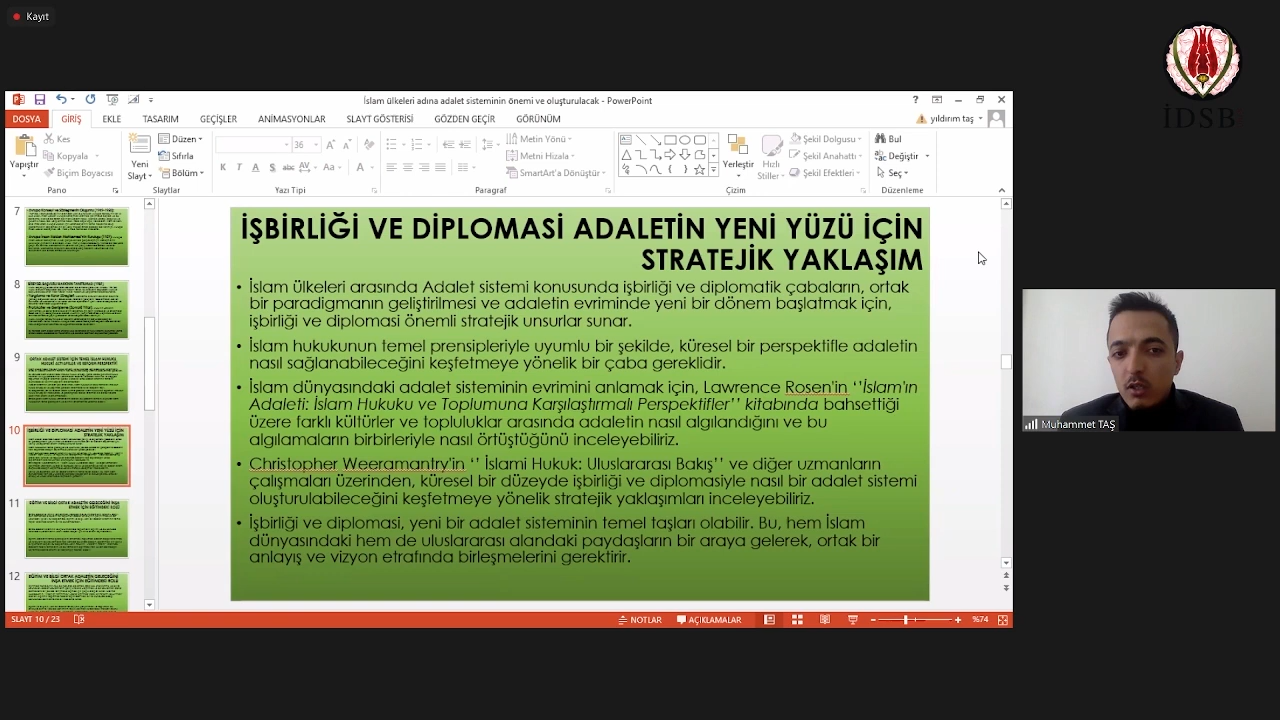 Kayıt
İDSB
İslam ülkeleri adına adalet sisteminin önemi ve oluşturulacak - PowerPoint
DOSYA GİRİŞ EKLE TASARIM GEÇİŞLER ANİMASYONLAR SLAYT GÖSTERİSİ GÖZDEN GEÇİR GÖRÜNÜM yıldırım taş
Yapıştır
Kes
Kopyala
Biçim Boyacısı
Pano
Yeni
Slayt
Düzen
Sıfırla
Bölüm
Slaytlar
36
K T A S abc AV Aa A
Yazı Tipi
Metin Yönü
Metni Hizala
SmartArt'a Dönüştür
Paragraf
Yerleştir
Hızlı
Stiller
Şekil Dolgusu
Şekil Anahattı
Şekil Efektleri
Çizim
Bul
Değiştir
Seç
Düzenleme
7
8
9
10
11
12
İŞBİRLİĞİ VE DİPLOMASİ ADALETİN YENİ YÜZÜ İÇİN
STRATEJİK YAKLAŞIM
• İslam ülkeleri arasında Adalet sistemi konusunda işbirliği ve diplomatik çabaların, ortak
bir paradigmanın geliştirilmesi ve adaletin evriminde yeni bir dönem başlatmak için,
işbirliği ve diplomasi önemli stratejik unsurlar sunar.
• İslam hukukunun temel prensipleriyle uyumlu bir şekilde, küresel bir perspektifle adaletin
nasıl sağlanabileceğini keşfetmeye yönelik bir çaba gereklidir.
• İslam dünyasındaki adalet sisteminin evrimini anlamak için, Lawrence Rosen'in ‘’İslam'ın
Adaleti: İslam Hukuku ve Toplumuna Karşılaştırmalı Perspektifler’’ kitabında bahsettiği
üzere farklı kültürler ve topluluklar arasında adaletin nasıl algılandığını ve bu
algılamaların birbirleriyle nasıl örtüştüğünü inceleyebiliriz.
• Christopher Weeramantry'in ‘’İslami Hukuk: Uluslararası Bakış’’ ve diğer uzmanların
çalışmaları üzerinden, küresel bir düzeyde işbirliği ve diplomasiyle nasıl bir adalet sistemi
oluşturulabileceğini keşfetmeye yönelik stratejik yaklaşımları inceleyebiliriz.
• İşbirliği ve diplomasi, yeni bir adalet sisteminin temel taşları olabilir. Bu, hem İslam
dünyasındaki hem de uluslararası alandaki paydaşların bir araya gelerek, ortak bir
anlayış ve vizyon etrafında birleşmelerini gerektirir.
Muhammet TAŞ
SLAYT 10 / 23 NOTLAR AÇIKLAMALAR %74